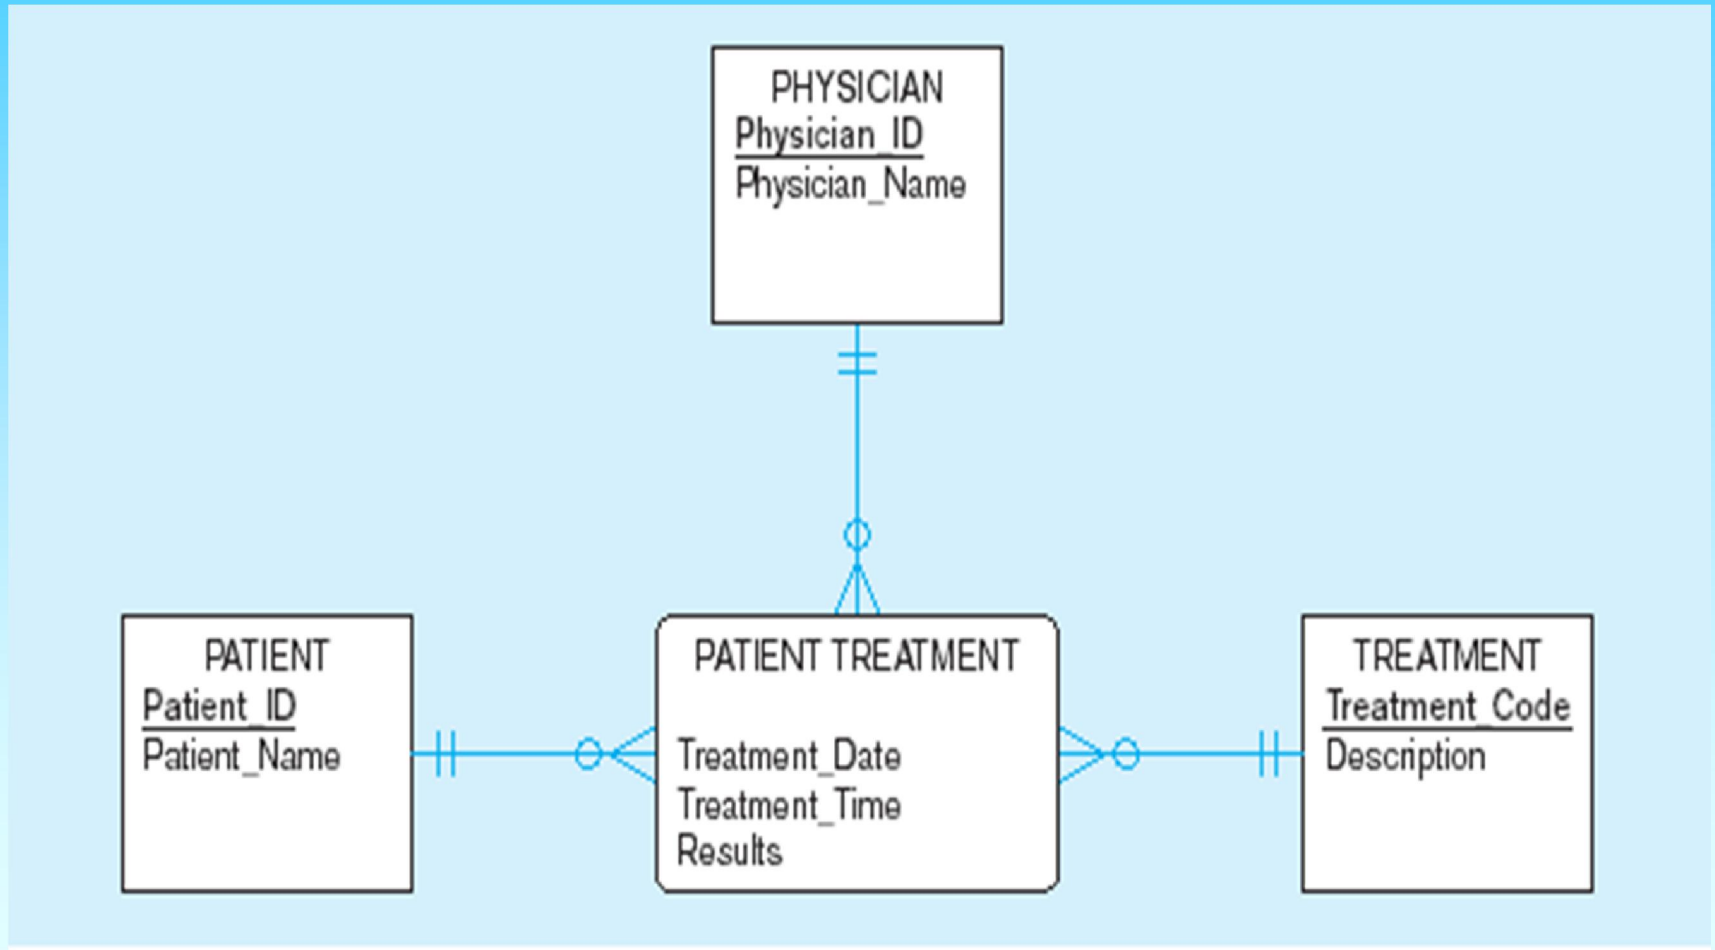 PHYSICIAN
Physician_ID
Physician_Name
PATIENT
Patient_ID
Patient_Name
PATIENT TREATMENT
Treatment_Date
Treatment_Time
Results
TREATMENT
Treatment_Code
Description